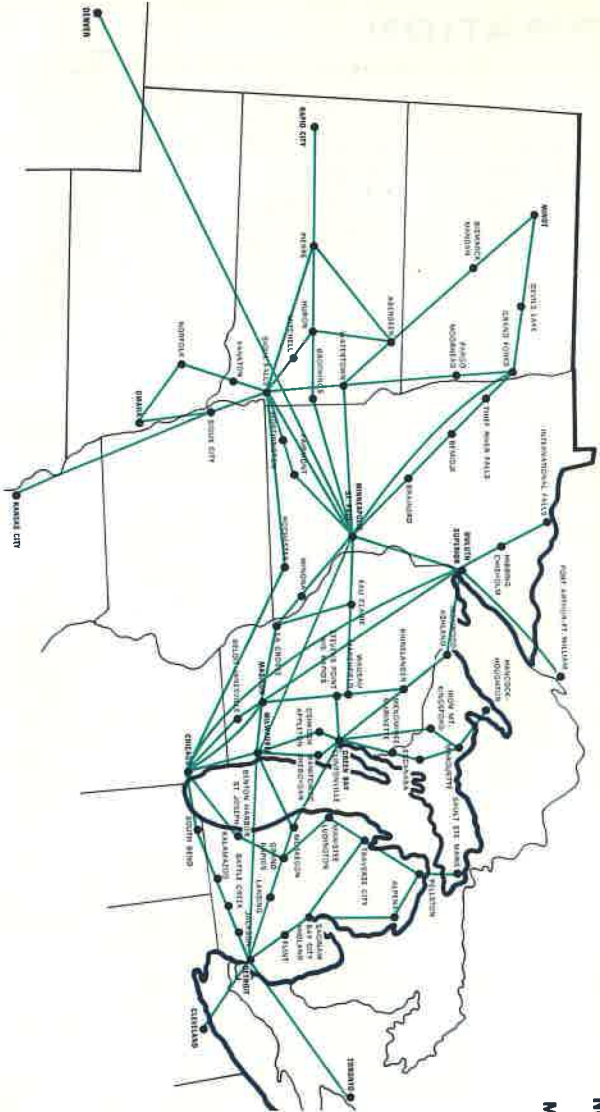 DENVER
RAPID CITY
MINOT
BISMARCK
MANDAN
DEVILS LAKE
GRAND FORKS
FARGO
MOORHEAD
ABERDEEN
PIERRE
HURON
WATERTOWN
BROOKINGS
MITCHELL
SIOUX FALLS
YANKTON
NORFOLK
OMAHA
SIOUX CITY
KANSAS CITY
WORTHINGTON
FAIRMONT
THIEF RIVER FALLS
BEMIDJI
BRAINERD
MINNEAPOLIS
ST. PAUL
INTERNATIONAL FALLS
HIBBING
CHISHOLM
DULUTH
SUPERIOR
PORT ARTHUR-FT. WILLIAM
ROCHESTER
WINONA
EAU CLAIRE
LA CROSSE
ASHLAND
HANCOCK-
HOUGHTON
RHINELANDER
WAUSAU
MARSHFIELD
STEVENS POINT
WIS. RAPIDS
IRON MT.
KINGSFORD
MENOMINEE
MARINETTE
ESCANABA
MARQUETTE
SAULT STE. MARIE
GREEN BAY
CLINTONVILLE
OSHKOSH
APPLETON
MANITOWOC
SHEBOYGAN
MADISON
MILWAUKEE
BELOIT-JANESVILLE
CHICAGO
MANISTEE
LUDINGTON
TRAVERSE CITY
PELLSTON
ALPENA
MUSKEGON
GRAND
RAPIDS
LANSING
BENTON HARBOR
ST. JOSEPH
SOUTH BEND
KALAMAZOO
BATTLE CREEK
JACKSON
SAGINAW
BAY CITY
MIDLAND
FLINT
DETROIT
CLEVELAND
TORONTO